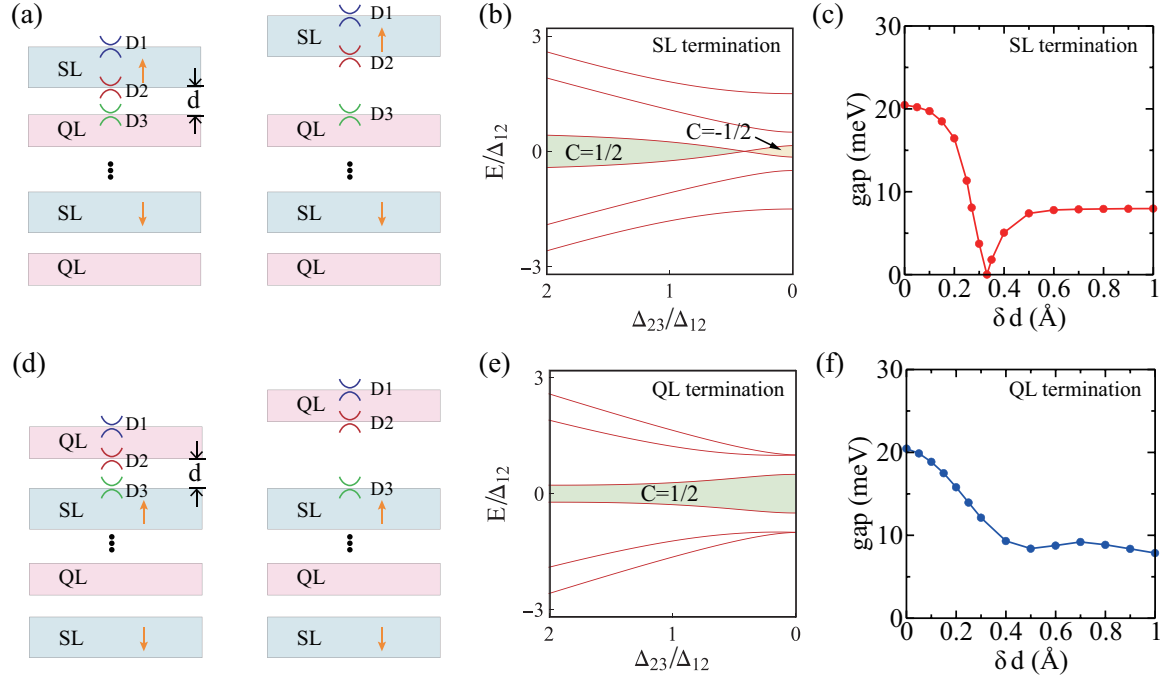 (a)
D1
SL
D2
d
QL
D3
SL
QL
D1
SL
D2
QL
D3
SL
QL
(b)
3
0
−3
E/Δ12
SL termination
C=-1/2
C=1/2
2
1
0
Δ23/Δ12
(c)
30
20
10
0
gap (meV)
SL termination
0
0.2
0.4
0.6
0.8
1
δd (Å)
(d)
D1
QL
D2
d
D3
SL
QL
SL
D1
QL
D2
D3
SL
QL
SL
(e)
3
0
−3
E/Δ12
QL termination
C=1/2
2
1
0
Δ23/Δ12
(f)
30
20
10
0
gap (meV)
QL termination
0
0.2
0.4
0.6
0.8
1
δd (Å)